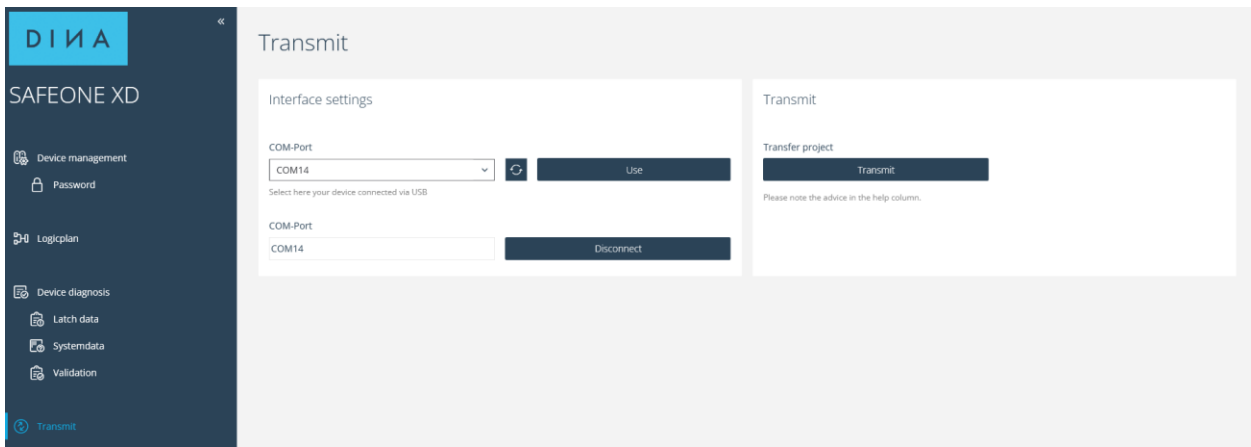 DINA
«
SAFEONE XD
Device management
Password
Logicplan
Device diagnosis
Latch data
Systemdata
Validation
Transmit
Transmit
Interface settings
COM-Port
COM14
Use
Select here your device connected via USB
COM-Port
COM14
Disconnect
Transmit
Transfer project
Transmit
Please note the advice in the help column.